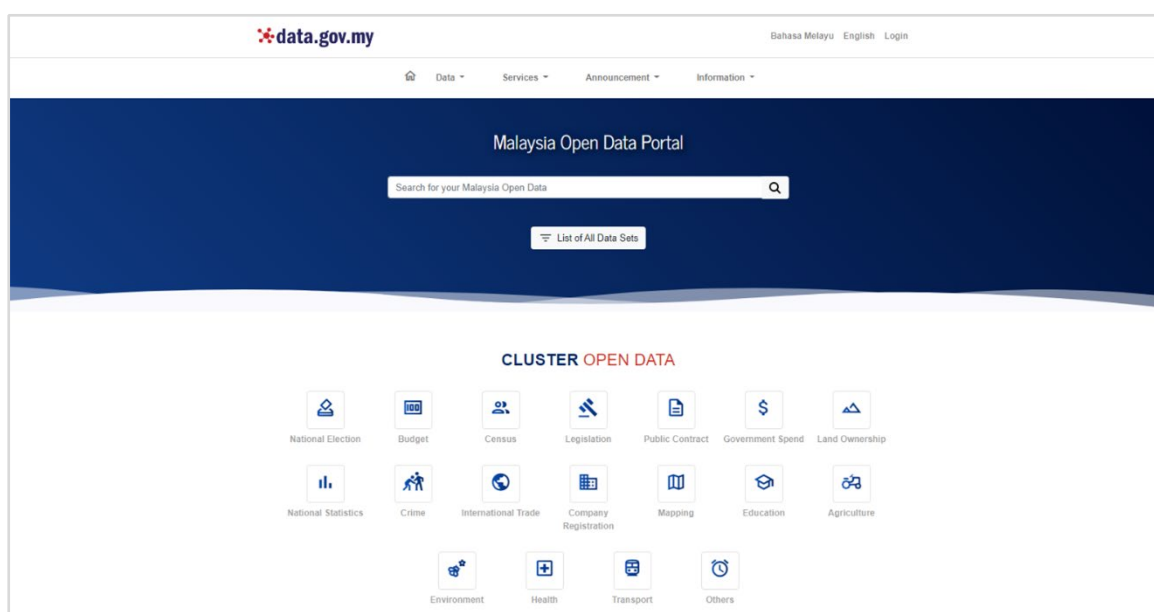 data.gov.my
Bahasa Melayu English Login
Data Services Announcement Information
Malaysia Open Data Portal
Search for your Malaysia Open Data
List of All Data Sets
CLUSTER OPEN DATA
100
$
National Election Budget Census Legislation Public Contract Government Spend Land Ownership
National Statistics Crime International Trade Company Registration Mapping Education Agriculture
Environment Health Transport Others